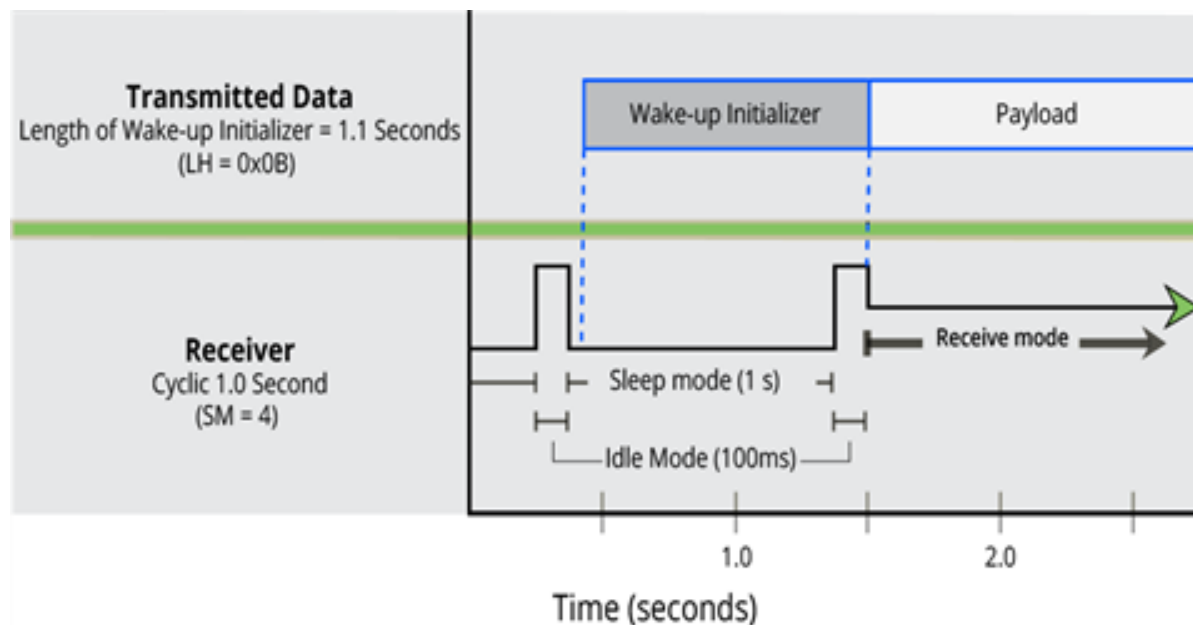 Transmitted Data
Length of Wake-up Initializer = 1.1 Seconds
(LH = 0x0B)
Wake-up Initializer
Payload
Receiver
Cyclic 1.0 Second
(SM = 4)
Receive mode
Sleep mode (1 s)
Idle Mode (100ms)
1.0
2.0
Time (seconds)